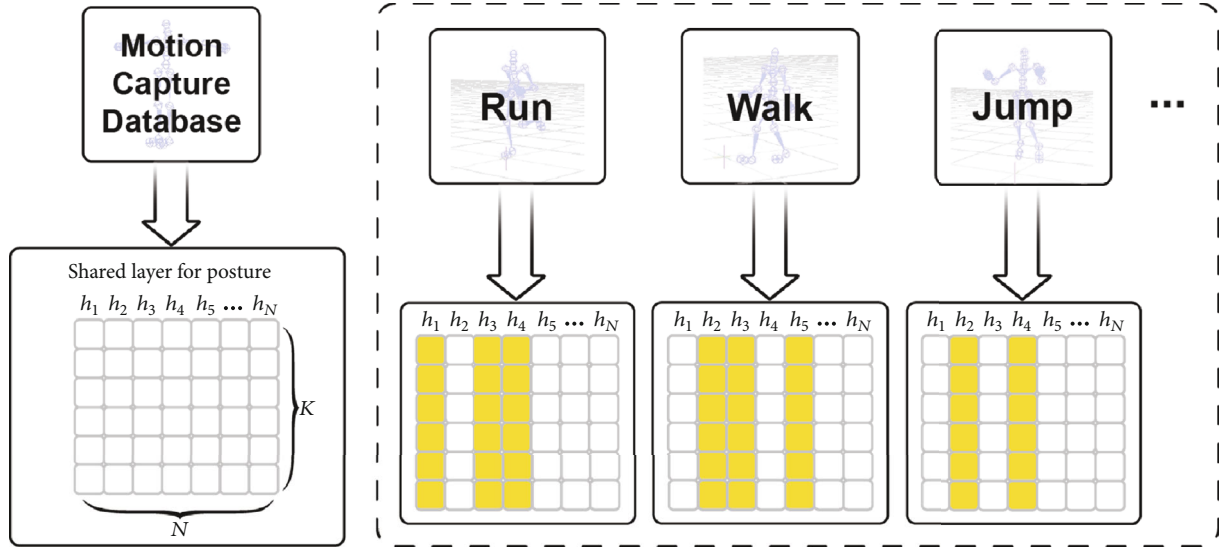 Motion
Capture
Database
Shared layer for posture
h1 h2 h3 h4 h5 ... hN
K
N
Run
Walk
Jump
...
h1 h2 h3 h4 h5 ... hN
h1 h2 h3 h4 h5 ... hN
h1 h2 h3 h4 h5 ... hN